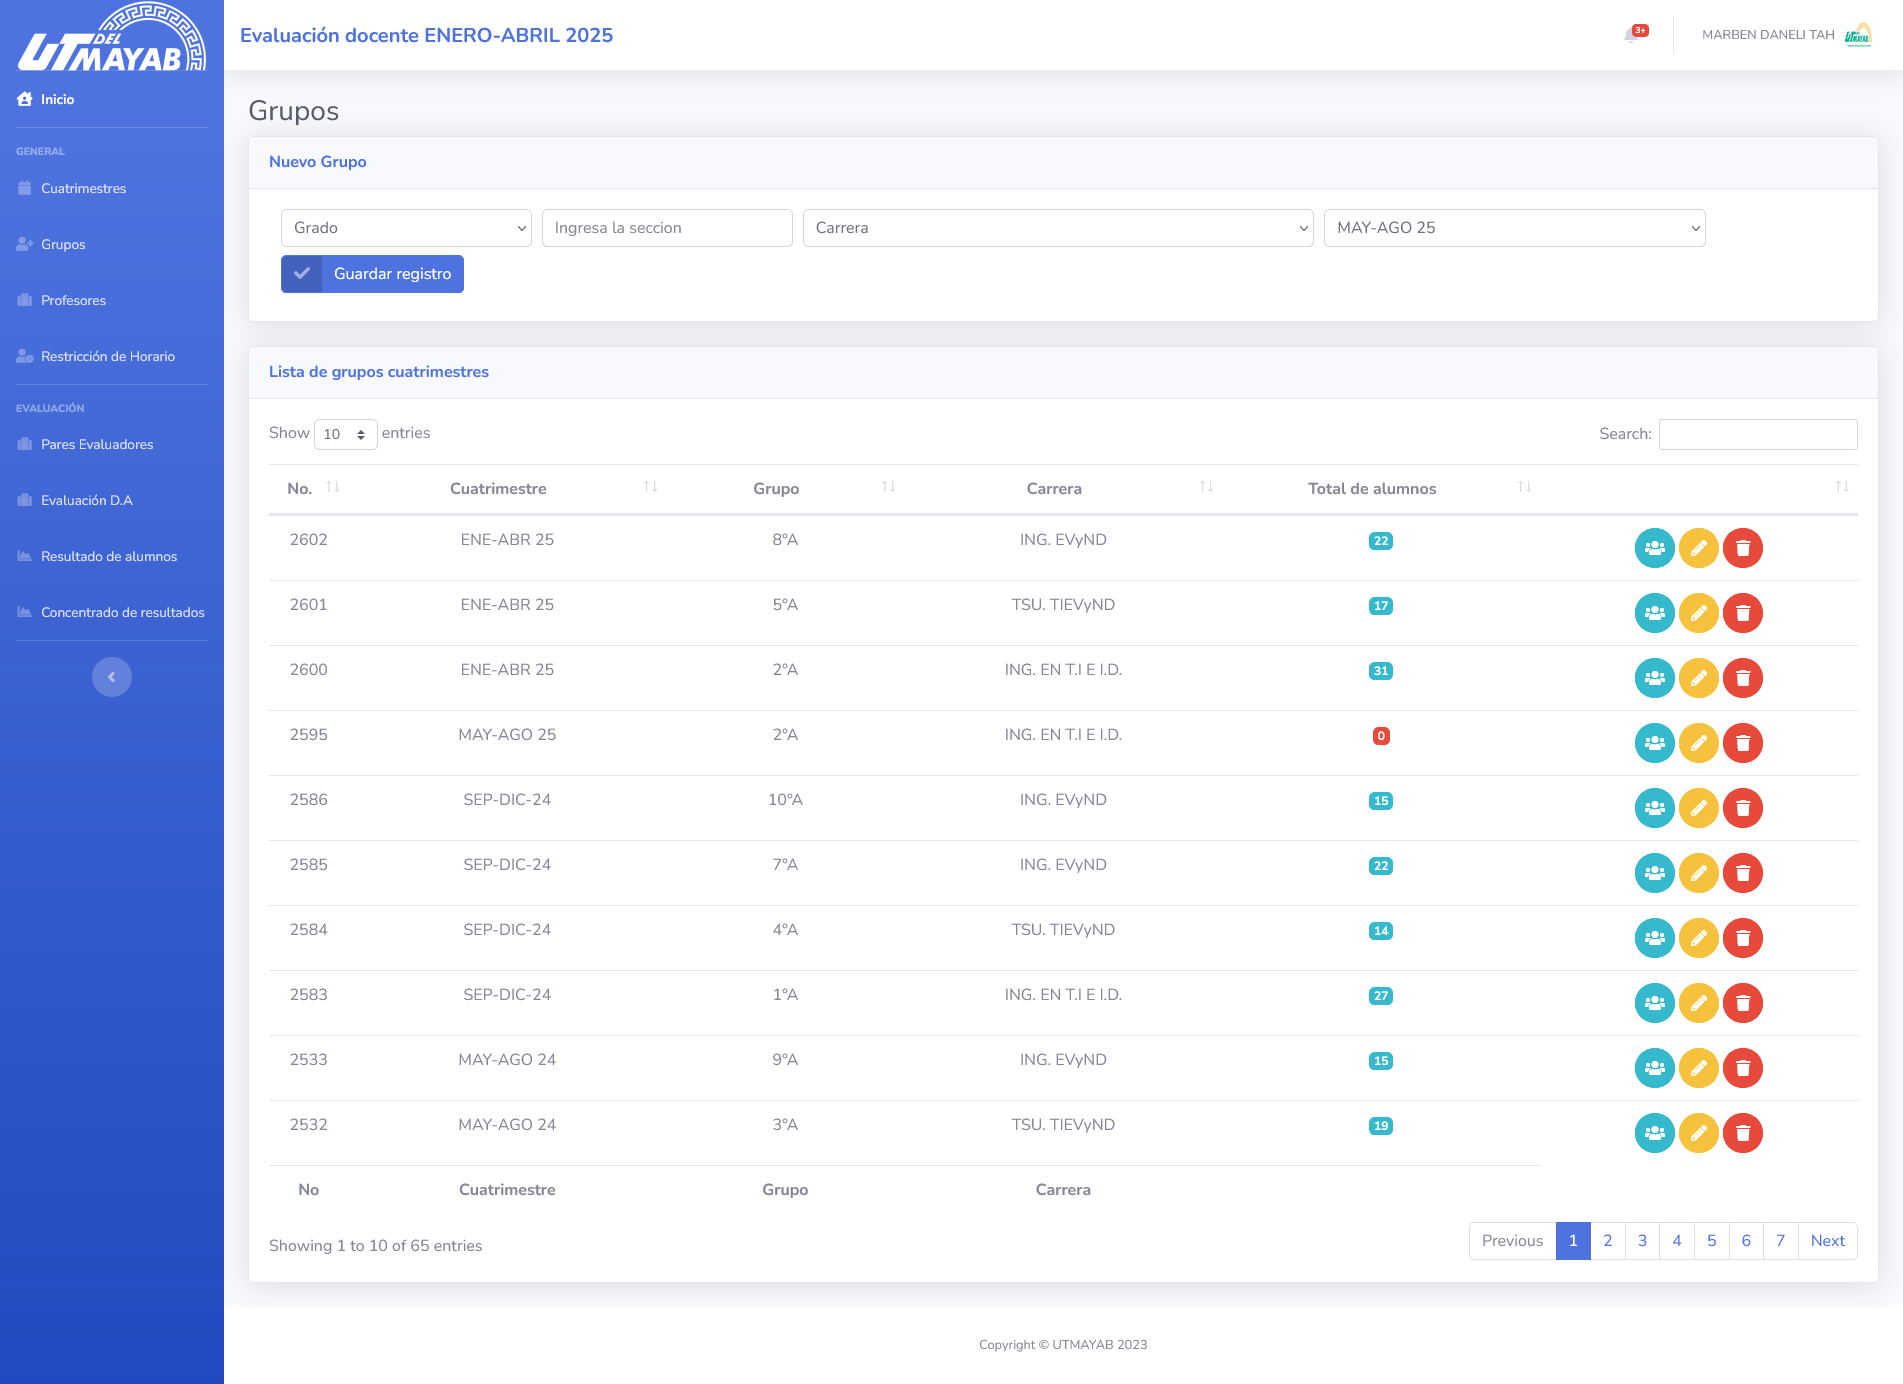 UT DEL MAYAB
Inicio
GENERAL
Cuatrimestres
Grupos
Profesores
Restricción de Horario
EVALUACIÓN
Pares Evaluadores
Evaluación D.A
Resultado de alumnos
Concentrado de resultados
Evaluación docente ENERO-ABRIL 2025
3+
MARBEN DANELI TAH
Grupos
Nuevo Grupo
Grado Ingresa la seccion Carrera MAY-AGO 25
Guardar registro
Lista de grupos cuatrimestres
Show 10 entries Search:
No. Cuatrimestre Grupo Carrera Total de alumnos
2602 ENE-ABR 25 8°A ING. EVyND 22
2601 ENE-ABR 25 5°A TSU. TIEVyND 17
2600 ENE-ABR 25 2°A ING. EN T.I E I.D. 31
2595 MAY-AGO 25 2°A ING. EN T.I E I.D. 0
2586 SEP-DIC-24 10°A ING. EVyND 15
2585 SEP-DIC-24 7°A ING. EVyND 22
2584 SEP-DIC-24 4°A TSU. TIEVyND 14
2583 SEP-DIC-24 1°A ING. EN T.I E I.D. 27
2533 MAY-AGO 24 9°A ING. EVyND 15
2532 MAY-AGO 24 3°A TSU. TIEVyND 19
No Cuatrimestre Grupo Carrera
Showing 1 to 10 of 65 entries
Previous 1 2 3 4 5 6 7 Next
Copyright © UTMAYAB 2023